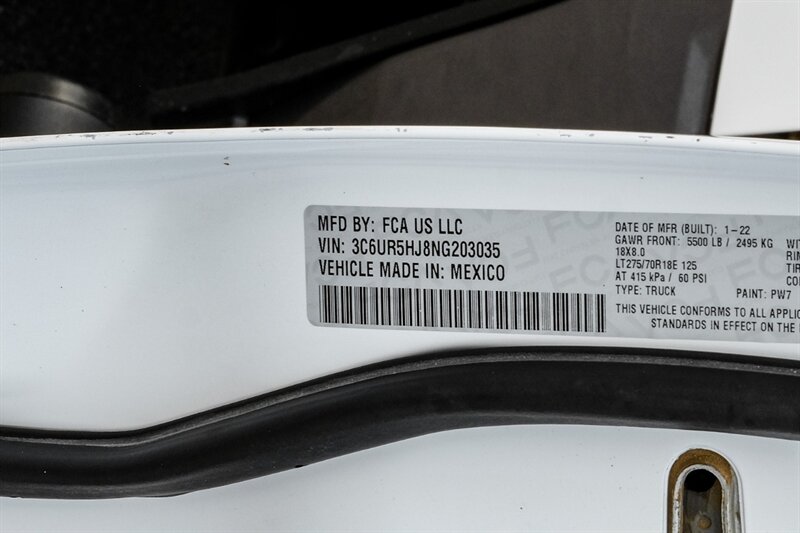 MFD BY: FCA US LLC
VIN: 3C6UR5HJ8NG203035
VEHICLE MADE IN: MEXICO
DATE OF MFR (BUILT): 1-22
GAWR FRONT: 5500 LB / 2495 KG
18X8.0
LT275/70R18E 125
AT 415 kPa / 60 PSI
TYPE: TRUCK
PAINT: PW7
THIS VEHICLE CONFORMS TO ALL
STANDARDS IN EFFECT ON THE